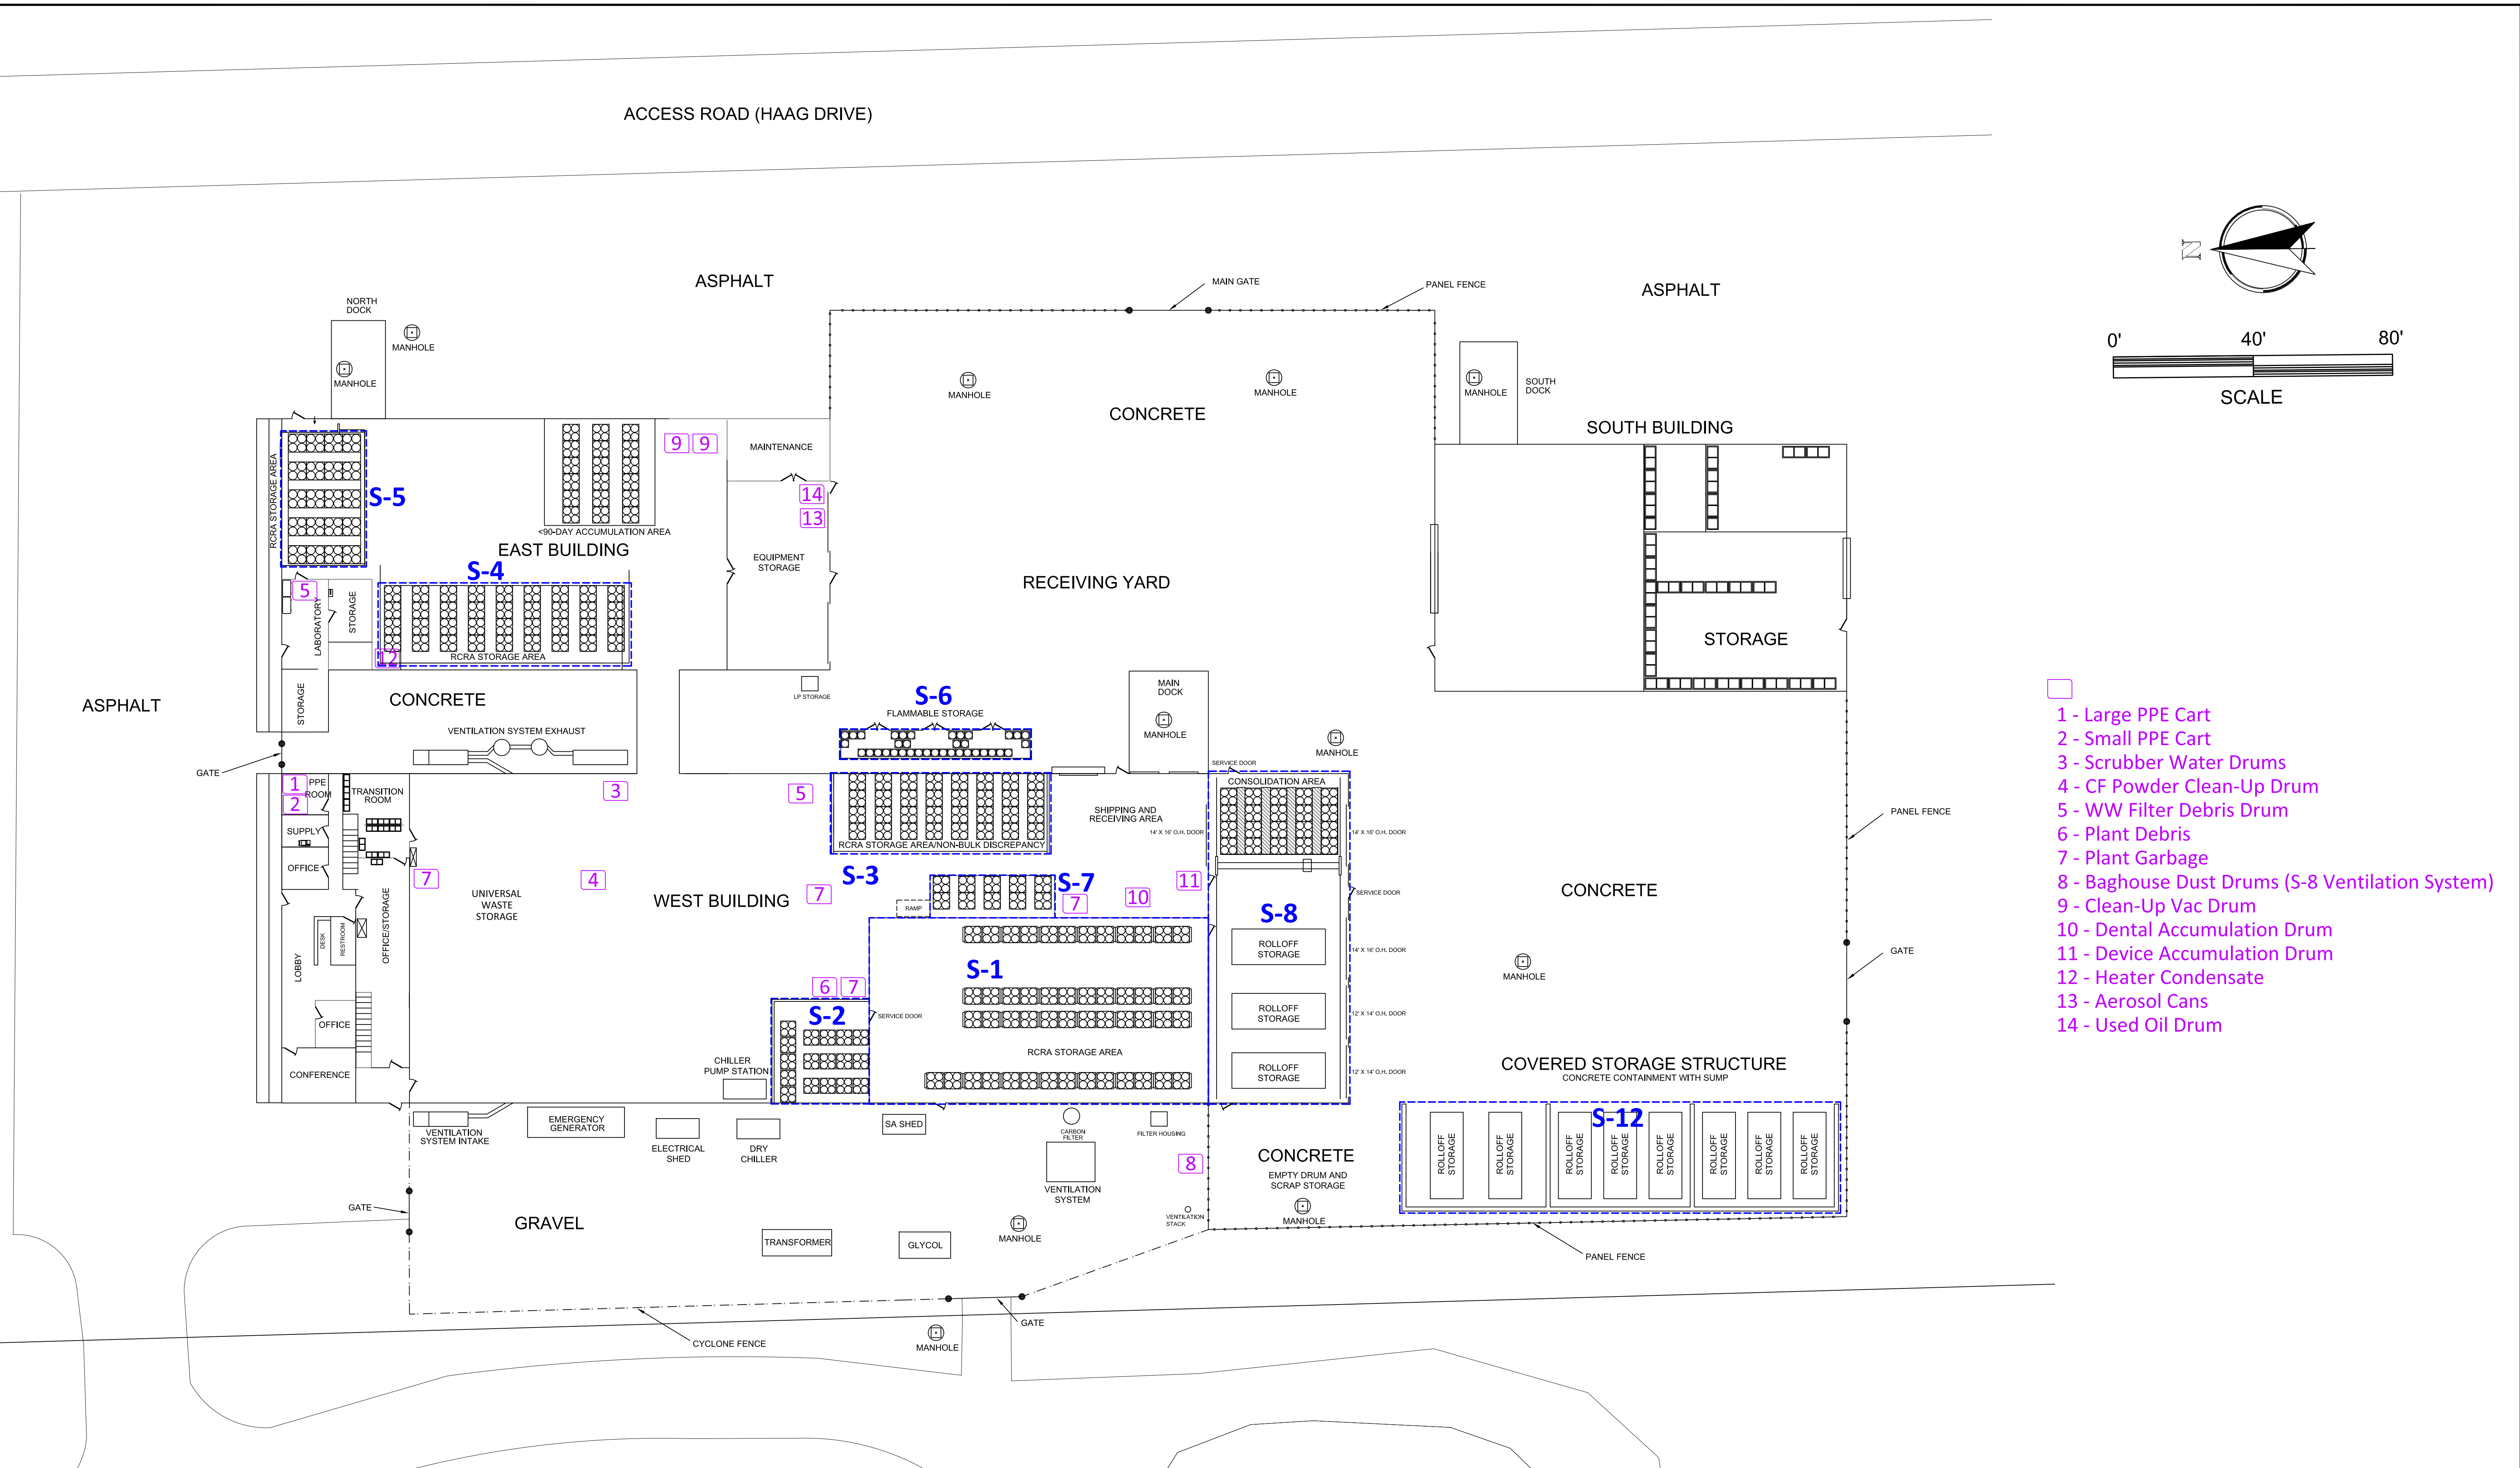 ACCESS ROAD (HAAG DRIVE)
N
0' 40' 80'
SCALE
ASPHALT
MAIN GATE
PANEL FENCE
ASPHALT
NORTH
DOCK
MANHOLE
MANHOLE
MANHOLE
MANHOLE
MANHOLE
SOUTH
DOCK
CONCRETE
SOUTH BUILDING
RCRA STORAGE AREA
S-5
9
9
MAINTENANCE
14
13
<90-DAY ACCUMULATION AREA
EAST BUILDING
EQUIPMENT
STORAGE
RECEIVING YARD
S-4
5
LABORATORY
STORAGE
12
RCRA STORAGE AREA
STORAGE
STORAGE
ASPHALT
CONCRETE
LP STORAGE
S-6
FLAMMABLE STORAGE
MAIN
DOCK
MANHOLE
VENTILATION SYSTEM EXHAUST
MANHOLE
GATE
SERVICE DOOR
1
PPE
ROOM
2
TRANSITION
ROOM
3
5
CONSOLIDATION AREA
SHIPPING AND
RECEIVING AREA
14' X 16' O.H. DOOR
14' X 16' O.H. DOOR
PANEL FENCE
SUPPLY
RCRA STORAGE AREA/NON-BULK DISCREPANCY
OFFICE
7
4
S-3
S-7
11
UNIVERSAL
WASTE
STORAGE
WEST BUILDING
7
RAMP
7
10
SERVICE DOOR
CONCRETE
S-8
OFFICE/STORAGE
DESK
RESTROOM
LOBBY
ROLLOFF
STORAGE
14' X 16' O.H. DOOR
GATE
S-1
MANHOLE
6
7
S-2
SERVICE DOOR
ROLLOFF
STORAGE
12' X 14' O.H. DOOR
OFFICE
RCRA STORAGE AREA
CHILLER
PUMP STATION
CONFERENCE
ROLLOFF
STORAGE
12' X 14' O.H. DOOR
COVERED STORAGE STRUCTURE
CONCRETE CONTAINMENT WITH SUMP
S-12
ROLLOFF
STORAGE
ROLLOFF
STORAGE
ROLLOFF
STORAGE
ROLLOFF
STORAGE
ROLLOFF
STORAGE
ROLLOFF
STORAGE
ROLLOFF
STORAGE
ROLLOFF
STORAGE
VENTILATION
SYSTEM INTAKE
EMERGENCY
GENERATOR
ELECTRICAL
SHED
DRY
CHILLER
SA SHED
CARBON
FILTER
FILTER HOUSING
VENTILATION
SYSTEM
8
CONCRETE
EMPTY DRUM AND
SCRAP STORAGE
MANHOLE
GATE
GRAVEL
VENTILATION
STACK
TRANSFORMER
GLYCOL
MANHOLE
PANEL FENCE
GATE
CYCLONE FENCE
MANHOLE
1 - Large PPE Cart
2 - Small PPE Cart
3 - Scrubber Water Drums
4 - CF Powder Clean-Up Drum
5 - WW Filter Debris Drum
6 - Plant Debris
7 - Plant Garbage
8 - Baghouse Dust Drums (S-8 Ventilation System)
9 - Clean-Up Vac Drum
10 - Dental Accumulation Drum
11 - Device Accumulation Drum
12 - Heater Condensate
13 - Aerosol Cans
14 - Used Oil Drum